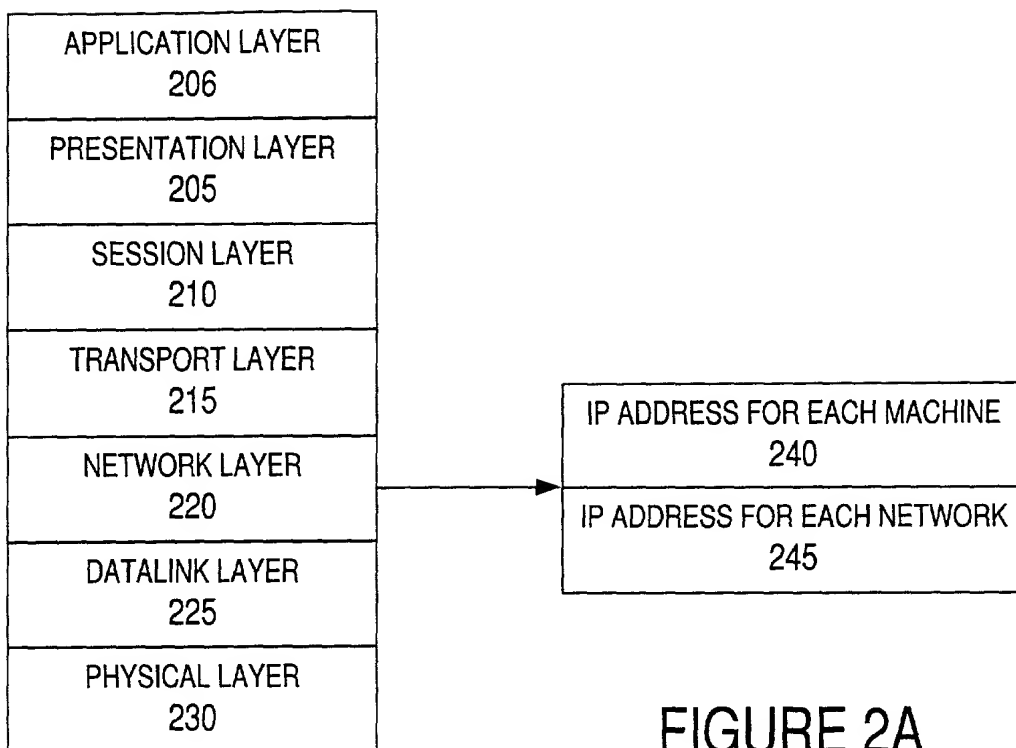 APPLICATION LAYER
206
PRESENTATION LAYER
205
SESSION LAYER
210
TRANSPORT LAYER
215
NETWORK LAYER
220
DATALINK LAYER
225
PHYSICAL LAYER
230
IP ADDRESS FOR EACH MACHINE
240
IP ADDRESS FOR EACH NETWORK
245
FIGURE 2A